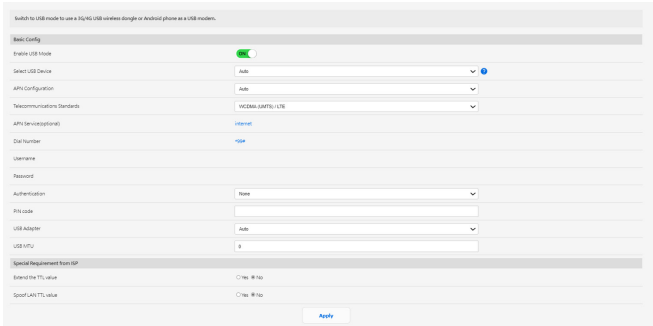 Switch to USB mode to use a 3G/4G USB wireless dongle or Android phone as a USB modem.
Basic Config
Enable USB Mode ON
Select USB Device Auto ?
APN Configuration Auto
Telecommunications Standards WCDMA (UMTS) / LTE
APN Service(optional) internet
Dial Number *99#
Username
Password
Authentication None
PIN code
USB Adapter Auto
USB MTU 0
Special Requirement from ISP
Extend the TTL value Yes No
Spoof LAN TTL value Yes No
Apply